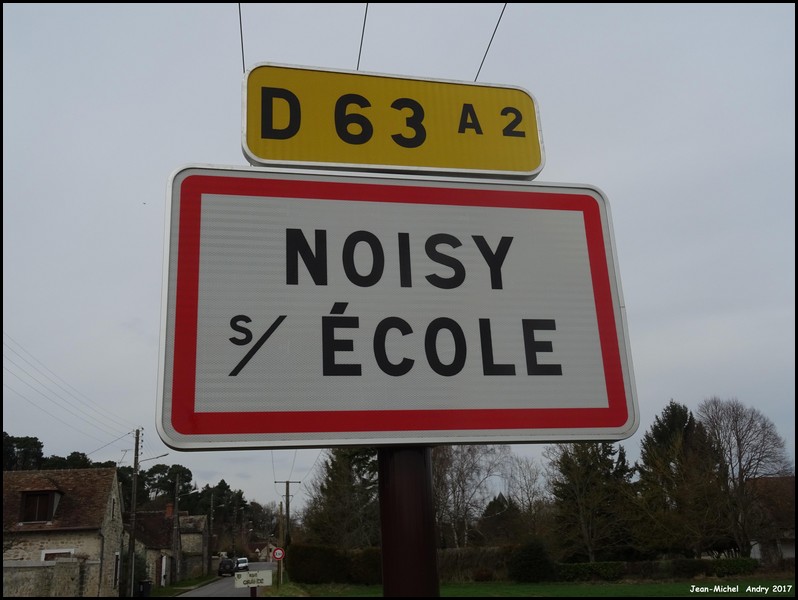 D 63 A 2
NOISY
S/ ÉCOLE
Jean-Michel Andry 2017